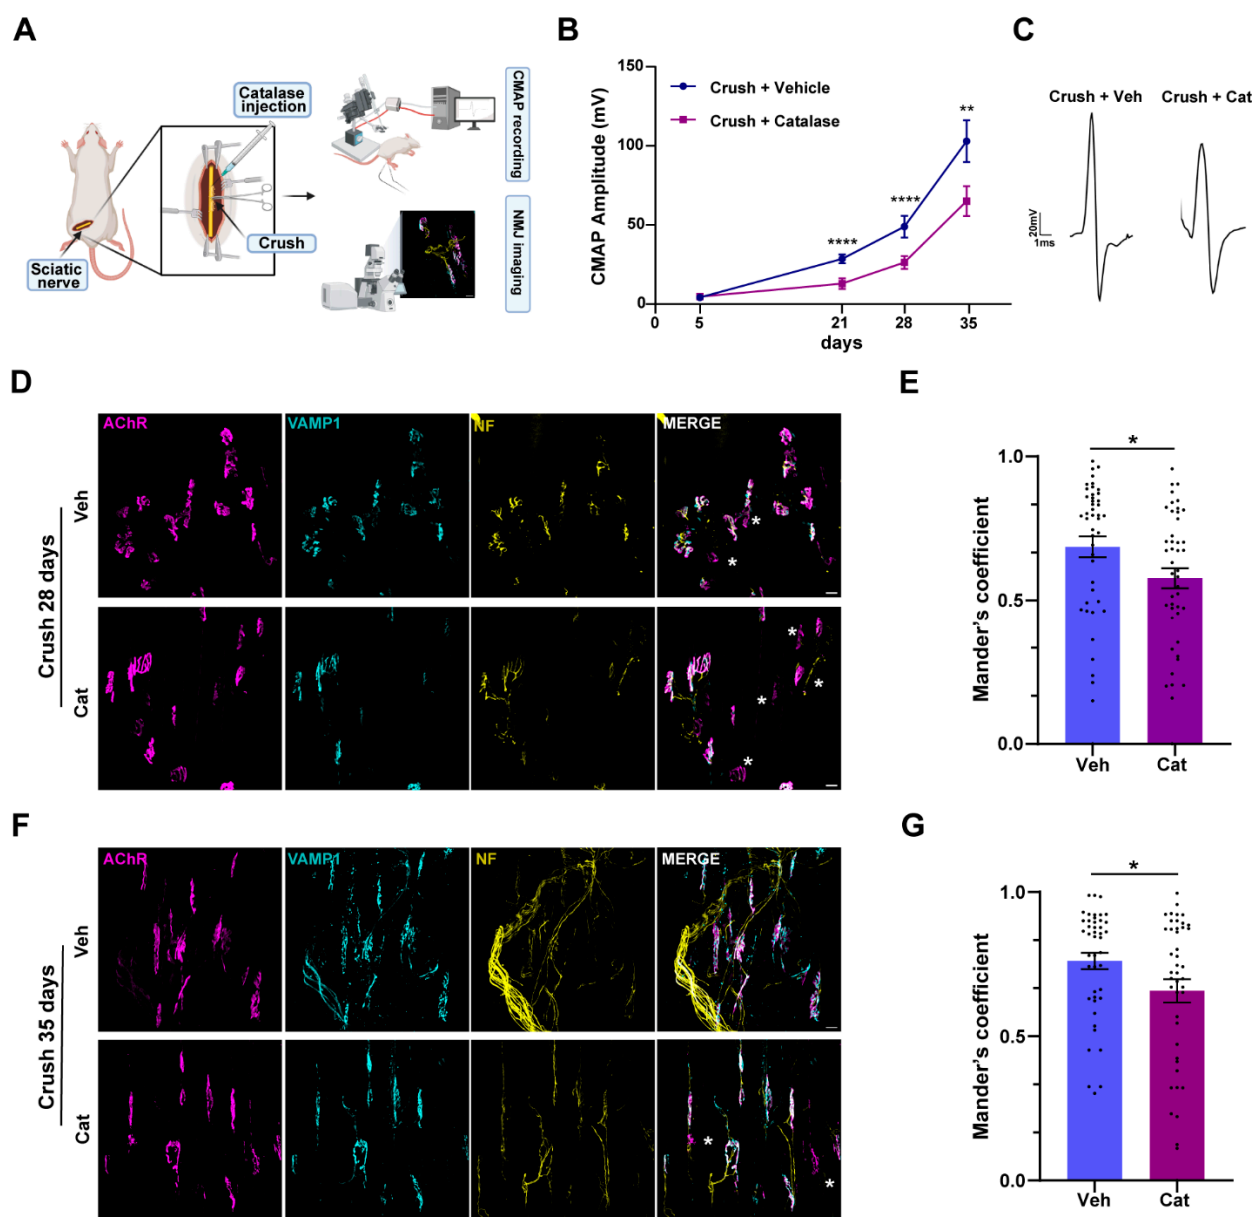 A
Catalase
injection
Sciatic
nerve
Crush
CMAP recording
NMJ imaging
B
CMAP Amplitude (mV)
150
100
50
0
Crush + Vehicle
Crush + Catalase
****
****
**
0
5
21
28
35
days
C
Crush + Veh
Crush + Cat
20mV
1ms
D
Crush 28 days
Veh
Cat
AChR
VAMP1
NF
MERGE
*
*
*
*
*
*
E
Mander's coefficient
1.0
0.5
0.0
*
Veh
Cat
F
Crush 35 days
Veh
Cat
AChR
VAMP1
NF
MERGE
*
*
G
Mander's coefficient
1.0
0.5
0.0
*
Veh
Cat